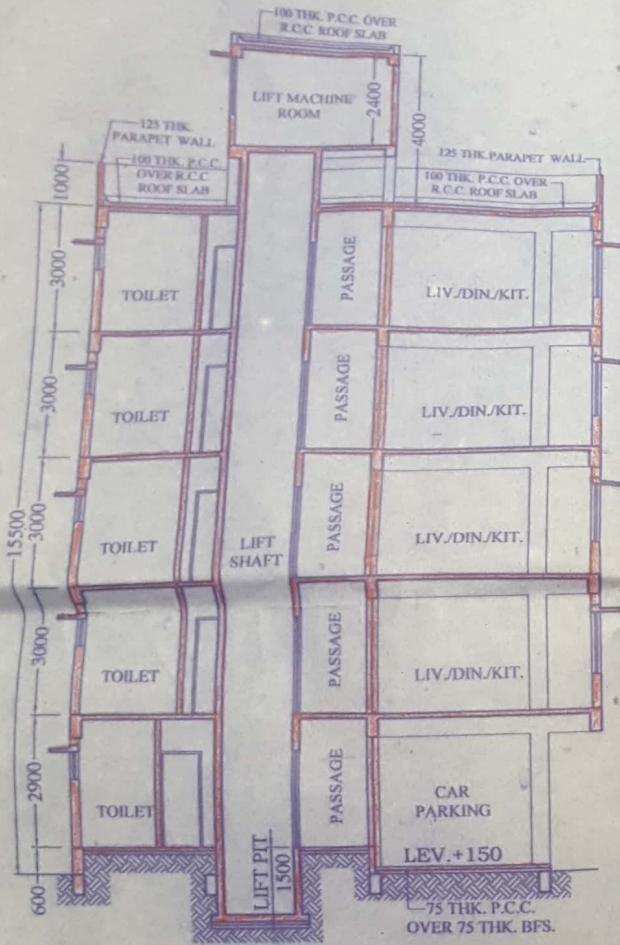 100 THK. P.C.C. OVER
R.C.C. ROOF SLAB
LIFT MACHINE
ROOM
2400
4000
125 THK.
PARAPET WALL
100 THK. P.C.C.
OVER R.C.C
ROOF SLAB
1000
125 THK.PARAPET WALL
100 THK. P.C.C. OVER
R.C.C. ROOF SLAB
3000
TOILET
PASSAGE
LIV./DIN./KIT.
3000
TOILET
PASSAGE
LIV./DIN./KIT.
15500
3000
TOILET
LIFT
SHAFT
PASSAGE
LIV./DIN./KIT.
3000
TOILET
PASSAGE
LIV./DIN./KIT.
2900
TOILET
PASSAGE
CAR
PARKING
LEV.+150
600
LIFT PIT
1500
75 THK. P.C.C.
OVER 75 THK. BFS.